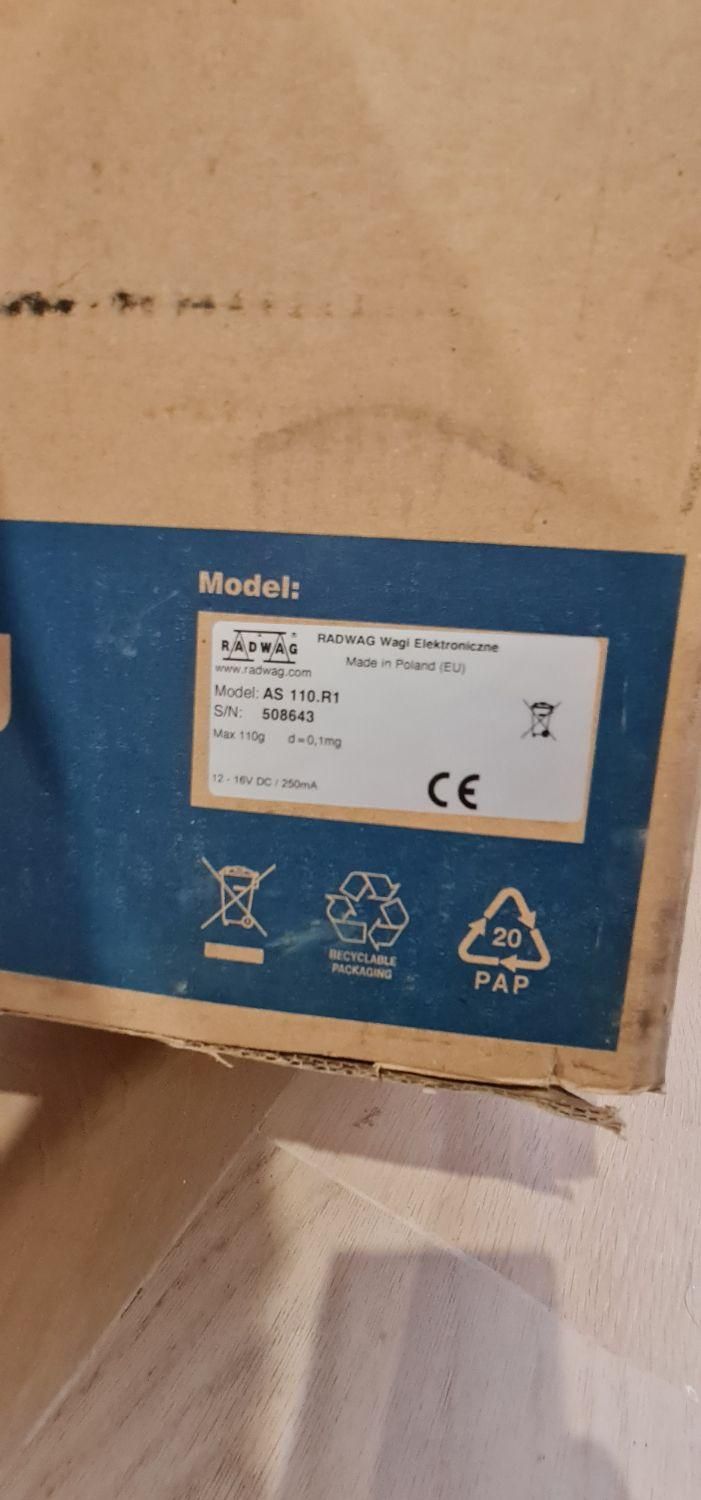 Model:
RADWAG®
RADWAG Wagi Elektroniczne
www.radwag.com
Made in Poland (EU)
Model: AS 110.R1
S/N: 508643
Max 110g d=0,1mg
12 - 16V DC / 250mA
CE
RECYCLABLE
PACKAGING
20
PAP